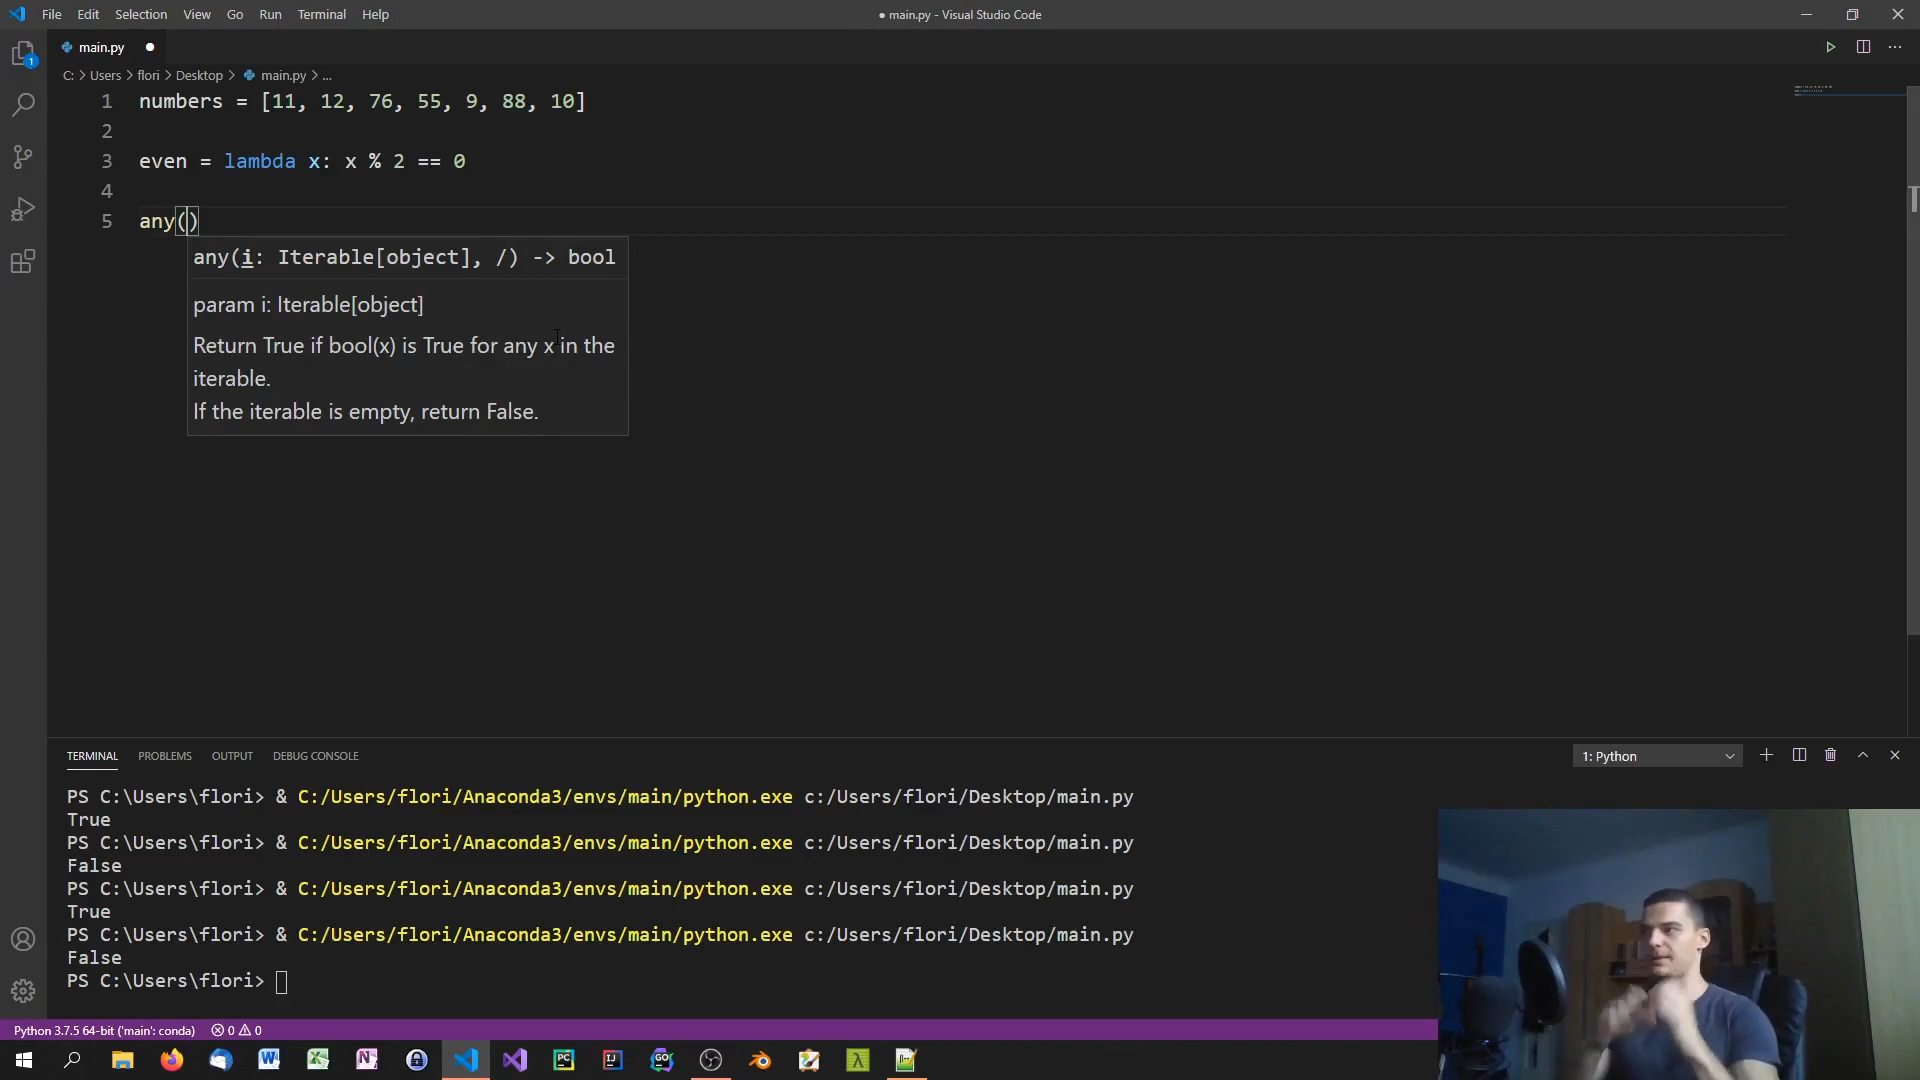 File Edit Selection View Go Run Terminal Help
● main.py - Visual Studio Code
main.py
C: > Users > flori > Desktop > main.py > ...
1 numbers = [11, 12, 76, 55, 9, 88, 10]
2
3 even = lambda x: x % 2 == 0
4
5 any()
any(i: Iterable[object], /) -> bool
param i: Iterable[object]
Return True if bool(x) is True for any x in the
iterable.
If the iterable is empty, return False.
TERMINAL PROBLEMS OUTPUT DEBUG CONSOLE
1: Python
PS C:\Users\flori> & C:/Users/flori/Anaconda3/envs/main/python.exe c:/Users/flori/Desktop/main.py
True
PS C:\Users\flori> & C:/Users/flori/Anaconda3/envs/main/python.exe c:/Users/flori/Desktop/main.py
False
PS C:\Users\flori> & C:/Users/flori/Anaconda3/envs/main/python.exe c:/Users/flori/Desktop/main.py
True
PS C:\Users\flori> & C:/Users/flori/Anaconda3/envs/main/python.exe c:/Users/flori/Desktop/main.py
False
PS C:\Users\flori>
Python 3.7.5 64-bit ('main': conda) 0 0